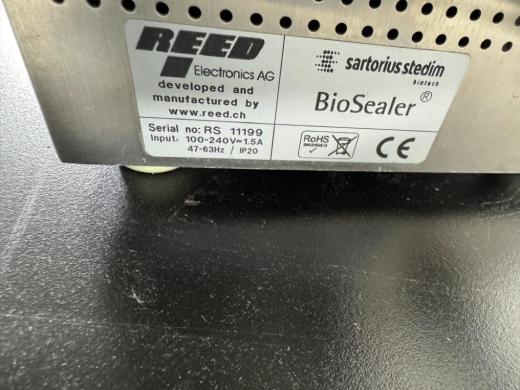 REED
Electronics AG
developed and
manufactured by
www.reed.ch
Serial no: RS 11199
Input: 100-240V~1.5A
47-63Hz / IP20
sartorius stedim
biotech
BioSealer®
RoHS
CE